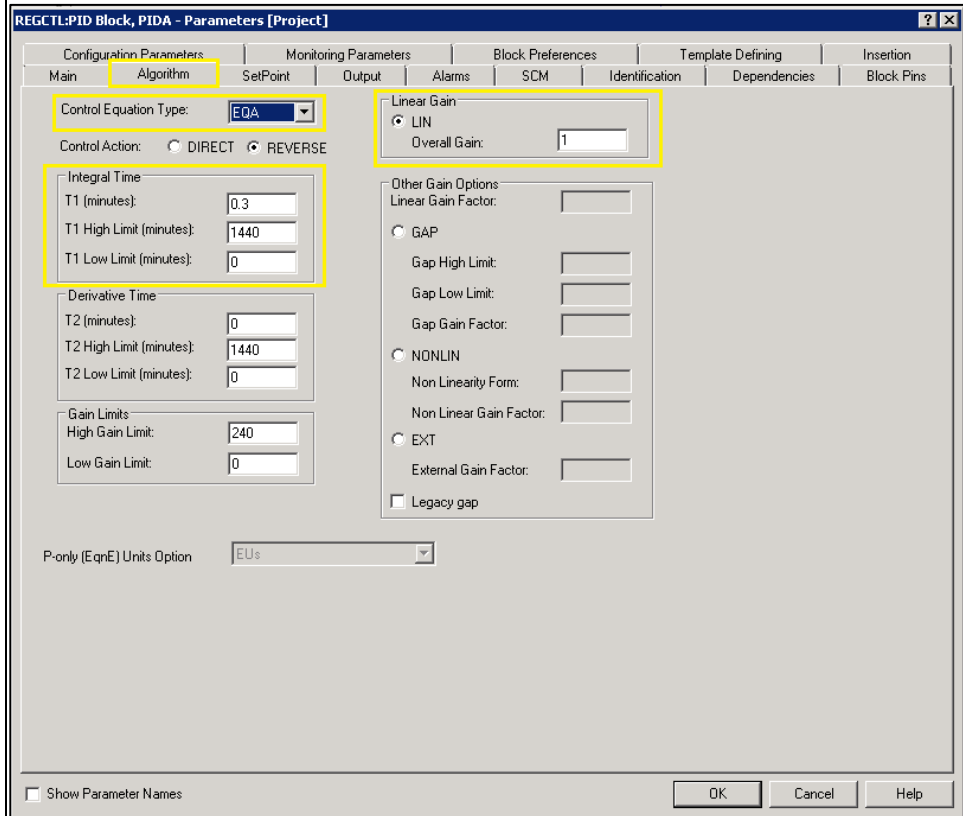 REGCTL:PID Block, PIDA - Parameters [Project]
Configuration Parameters Monitoring Parameters Block Preferences Template Defining Insertion
Main Algorithm SetPoint Output Alarms SCM Identification Dependencies Block Pins
Control Equation Type: EQA
Control Action: DIRECT REVERSE
Integral Time
T1 (minutes): 0.3
T1 High Limit (minutes): 1440
T1 Low Limit (minutes): 0
Derivative Time
T2 (minutes): 0
T2 High Limit (minutes): 1440
T2 Low Limit (minutes): 0
Gain Limits
High Gain Limit: 240
Low Gain Limit: 0
P-only (EqnE) Units Option EUs
Linear Gain
LIN
Overall Gain: 1
Other Gain Options
Linear Gain Factor:
GAP
Gap High Limit:
Gap Low Limit:
Gap Gain Factor:
NONLIN
Non Linearity Form:
Non Linear Gain Factor:
EXT
External Gain Factor:
Legacy gap
Show Parameter Names
OK Cancel Help